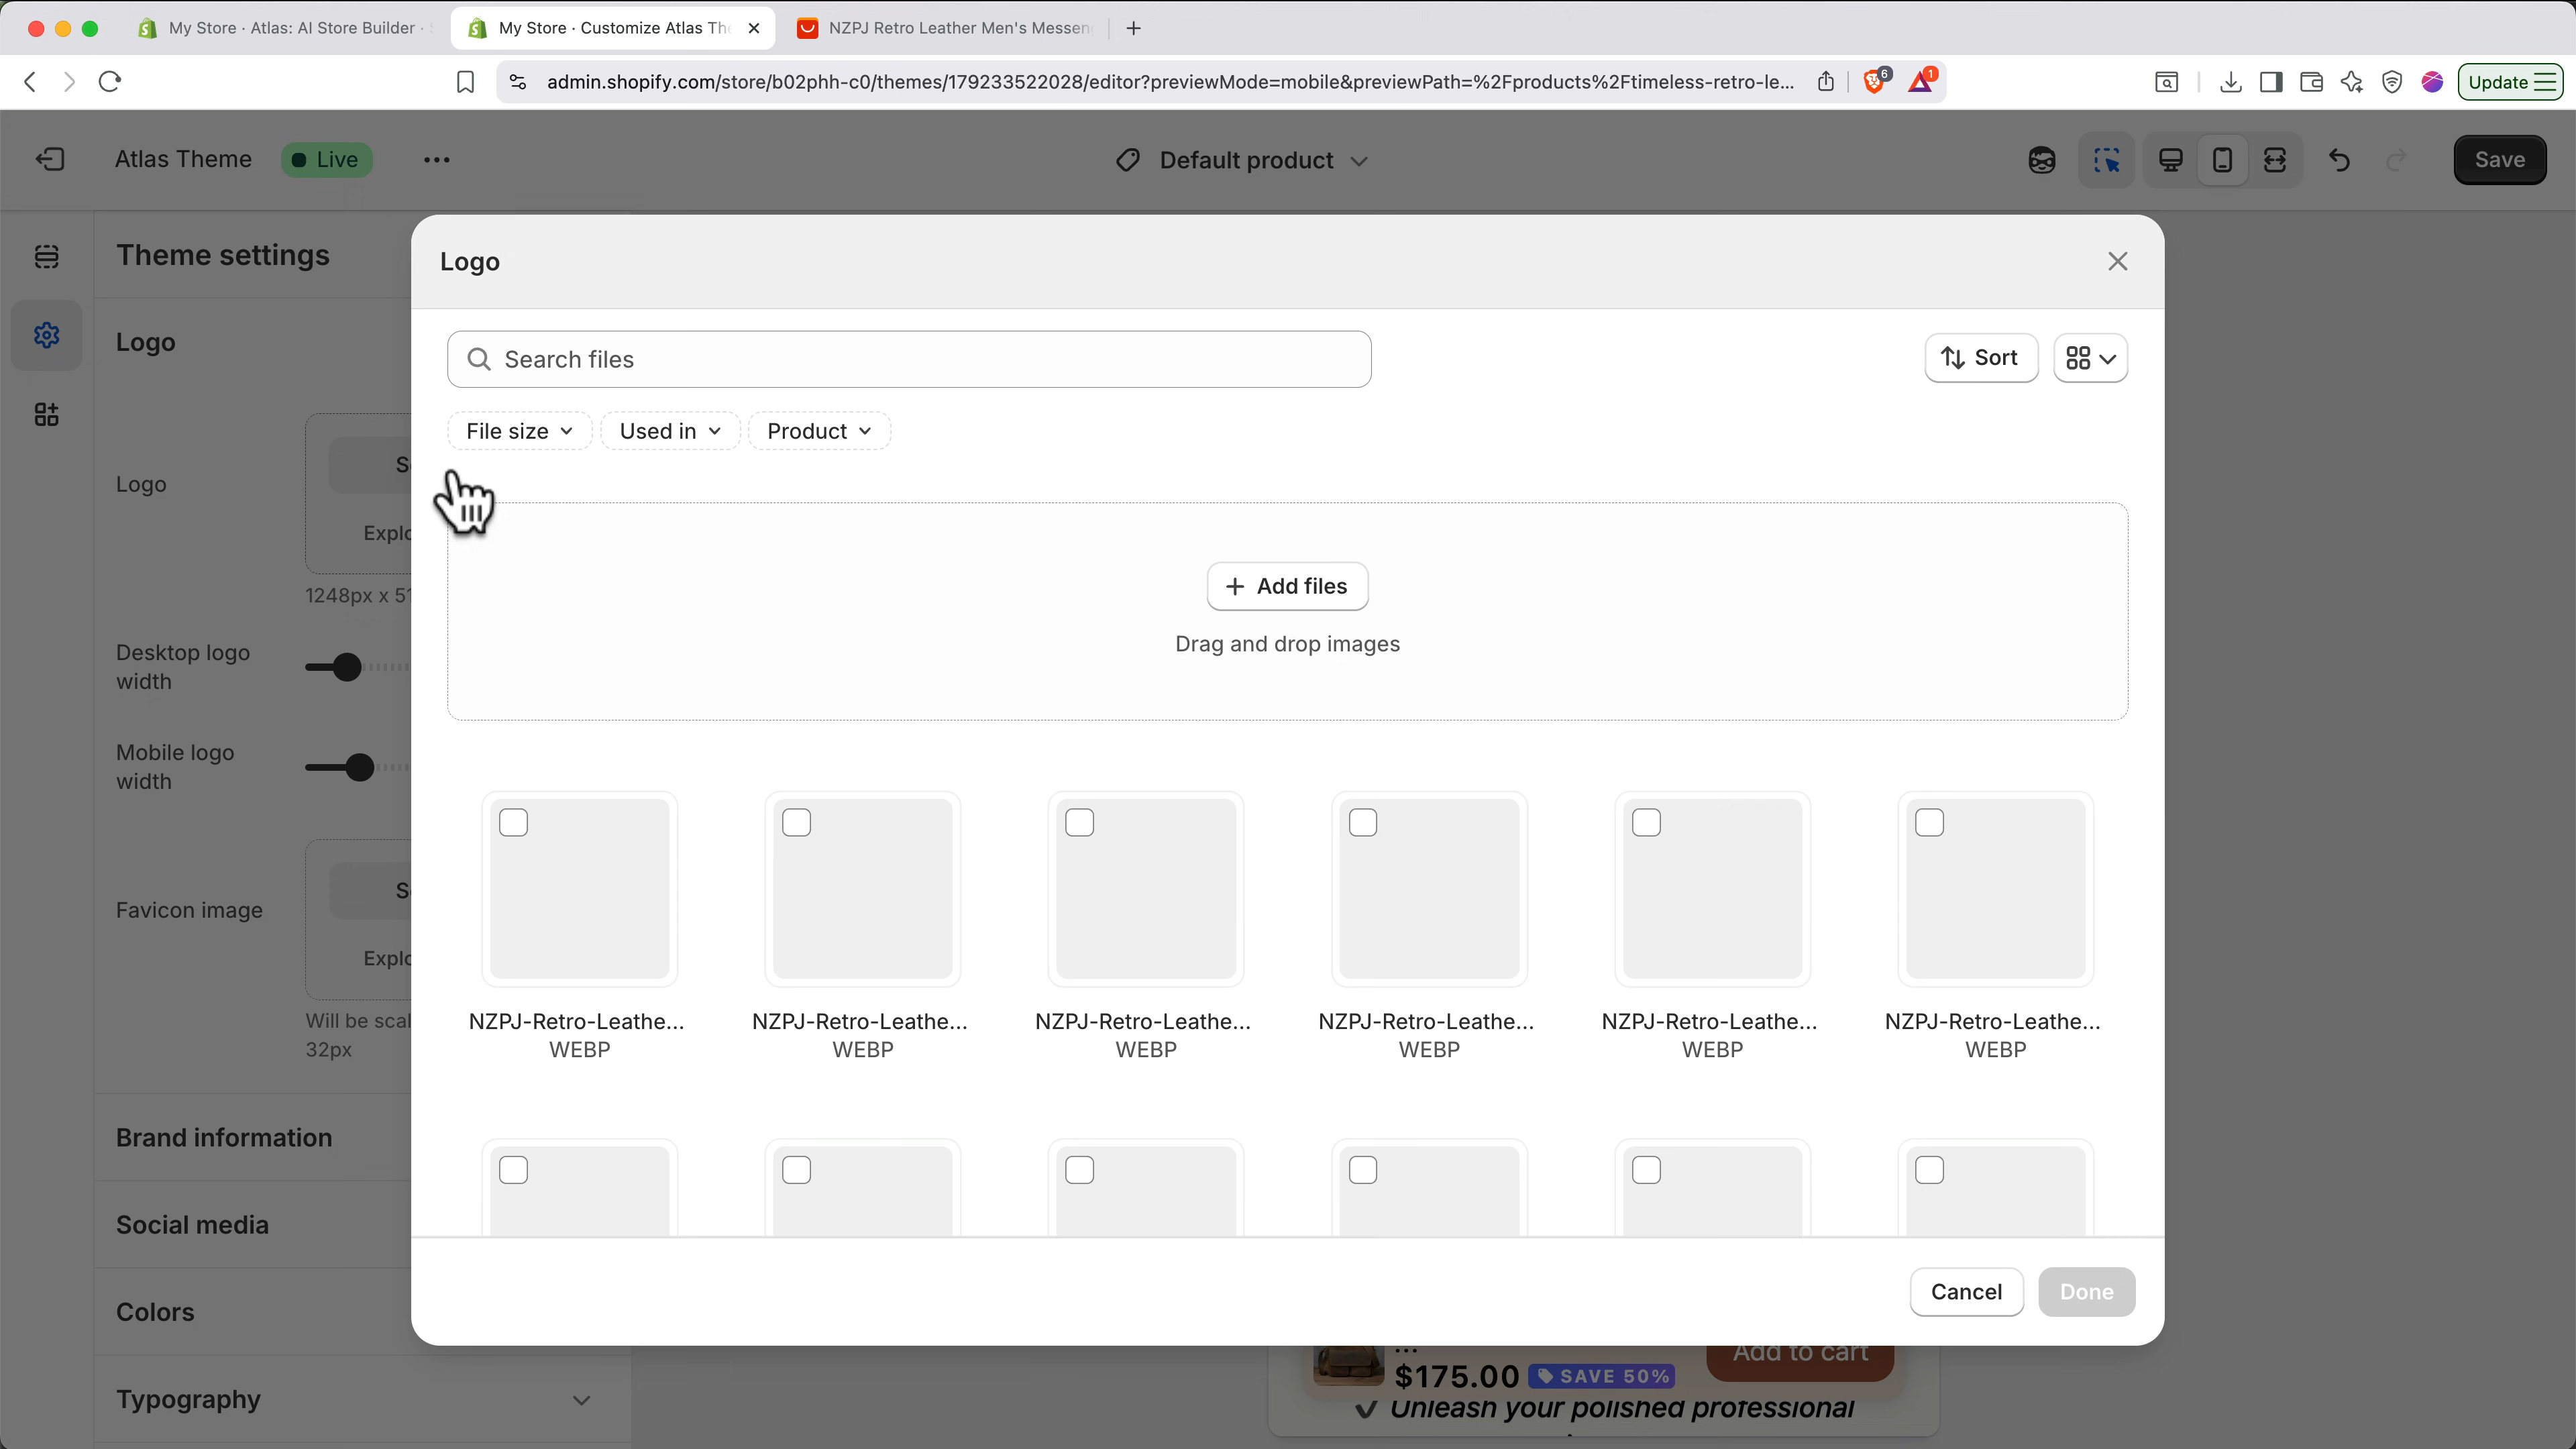 My Store · Atlas: AI Store Builder ·
My Store · Customize Atlas Th
NZPJ Retro Leather Men's Messen
admin.shopify.com/store/b02phh-c0/themes/179233522028/editor?previewMode=mobile&previewPath=%2Fproducts%2Ftimeless-retro-le...
6
1
Update
Atlas Theme
Live
Default product
Save
Theme settings
Logo
Logo
1248px x 51
Desktop logo
width
Mobile logo
width
Favicon image
Will be scal
32px
Brand information
Social media
Colors
Typography
Logo
Search files
Sort
File size
Used in
Product
Add files
Drag and drop images
NZPJ-Retro-Leathe...
WEBP
NZPJ-Retro-Leathe...
WEBP
NZPJ-Retro-Leathe...
WEBP
NZPJ-Retro-Leathe...
WEBP
NZPJ-Retro-Leathe...
WEBP
NZPJ-Retro-Leathe...
WEBP
Cancel
Done
...
$175.00
SAVE 50%
Add to cart
✓ Unleash your polished professional